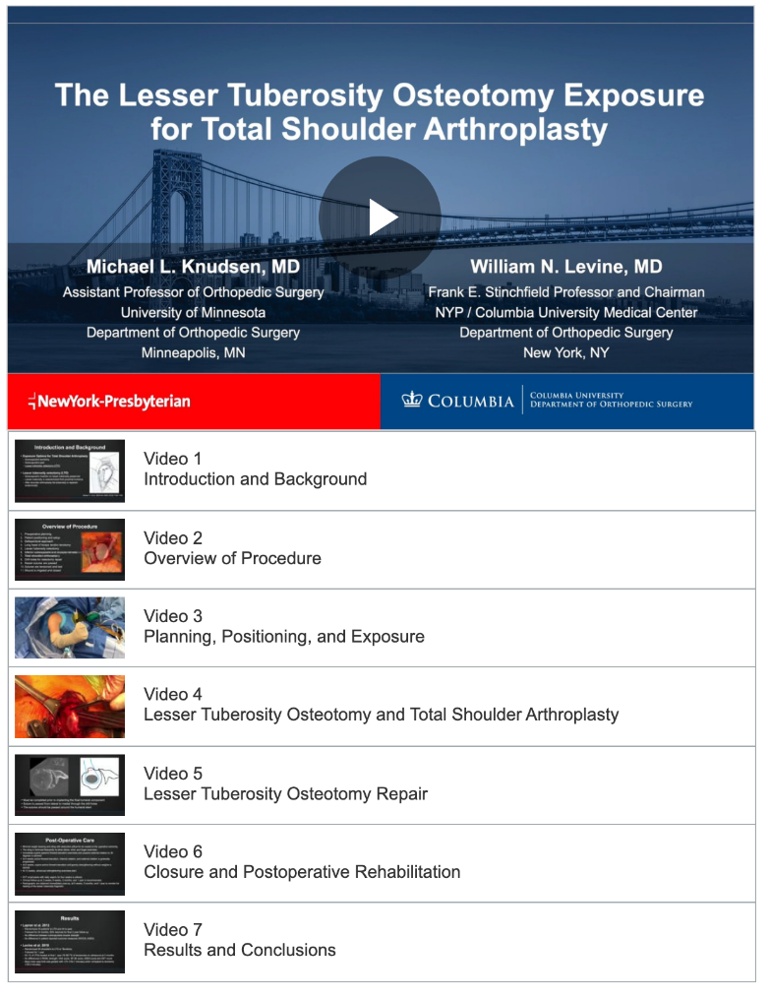 The Lesser Tuberosity Osteotomy Exposure
for Total Shoulder Arthroplasty
Michael L. Knudsen, MD
Assistant Professor of Orthopedic Surgery
University of Minnesota
Department of Orthopedic Surgery
Minneapolis, MN
William N. Levine, MD
Frank E. Stinchfield Professor and Chairman
NYP / Columbia University Medical Center
Department of Orthopedic Surgery
New York, NY
NewYork-Presbyterian
COLUMBIA
COLUMBIA UNIVERSITY
DEPARTMENT OF ORTHOPEDIC SURGERY
Introduction and Background
Video 1
Introduction and Background
Overview of Procedure
Video 2
Overview of Procedure
Video 3
Planning, Positioning, and Exposure
Video 4
Lesser Tuberosity Osteotomy and Total Shoulder Arthroplasty
Video 5
Lesser Tuberosity Osteotomy Repair
Post-Operative Care
Video 6
Closure and Postoperative Rehabilitation
Results
Video 7
Results and Conclusions